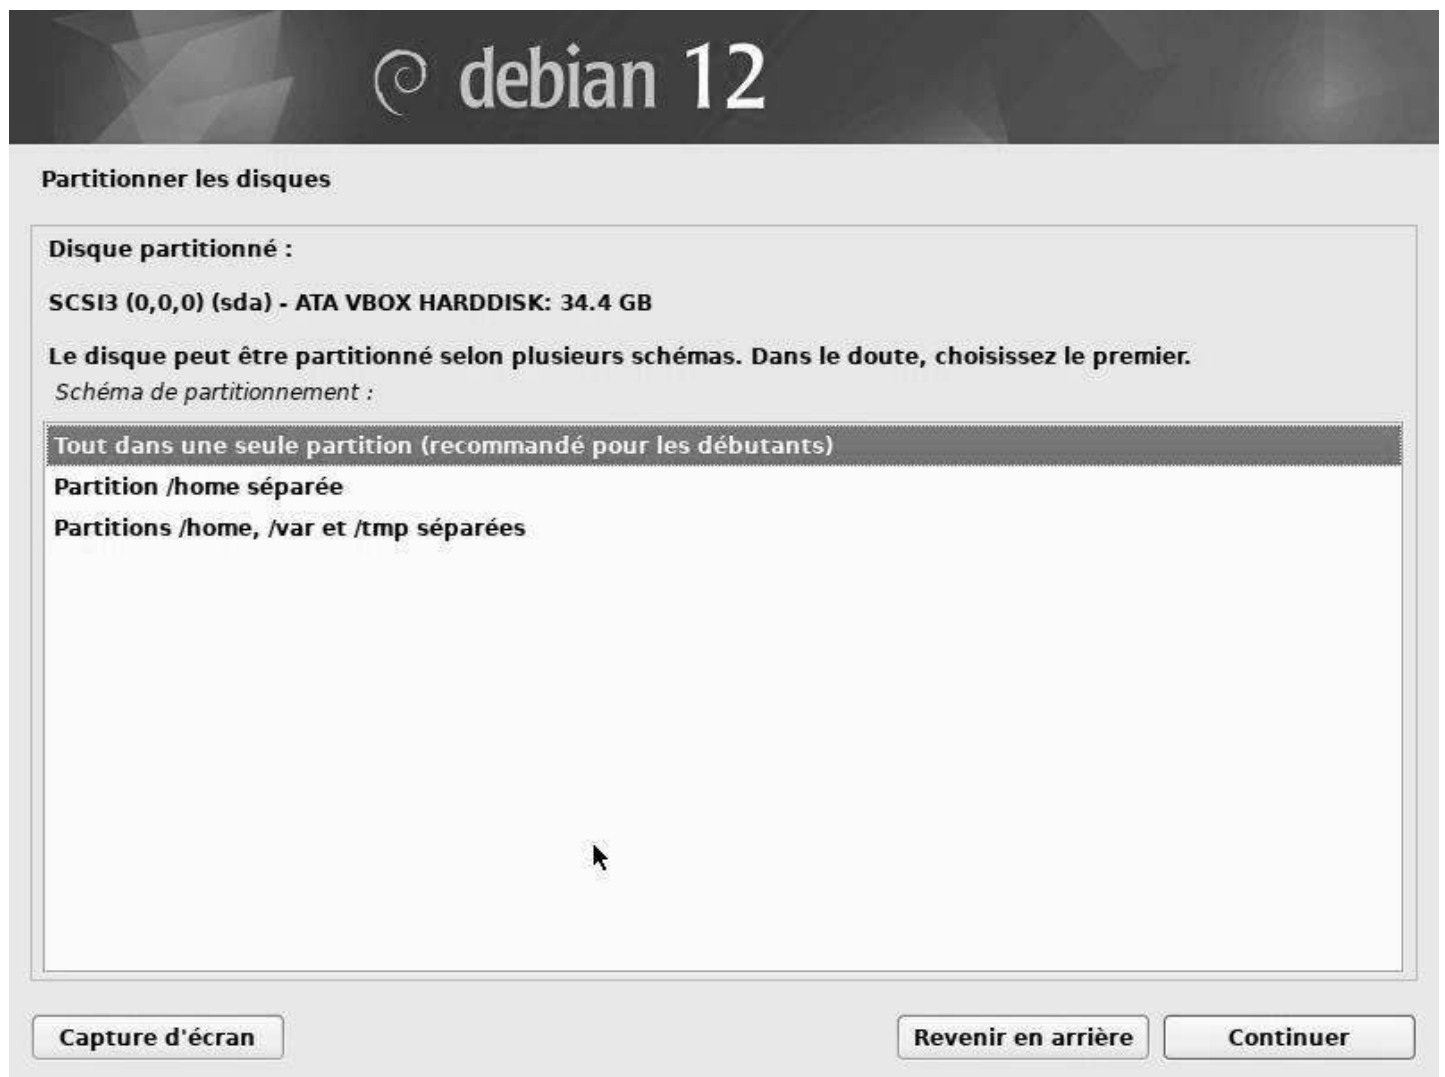 debian 12
Partitionner les disques
Disque partitionné :
SCSI3 (0,0,0) (sda) - ATA VBOX HARDDISK: 34.4 GB
Le disque peut être partitionné selon plusieurs schémas. Dans le doute, choisissez le premier.
Schéma de partitionnement :
Tout dans une seule partition (recommandé pour les débutants)
Partition /home séparée
Partitions /home, /var et /tmp séparées
Capture d'écran
Revenir en arrière
Continuer